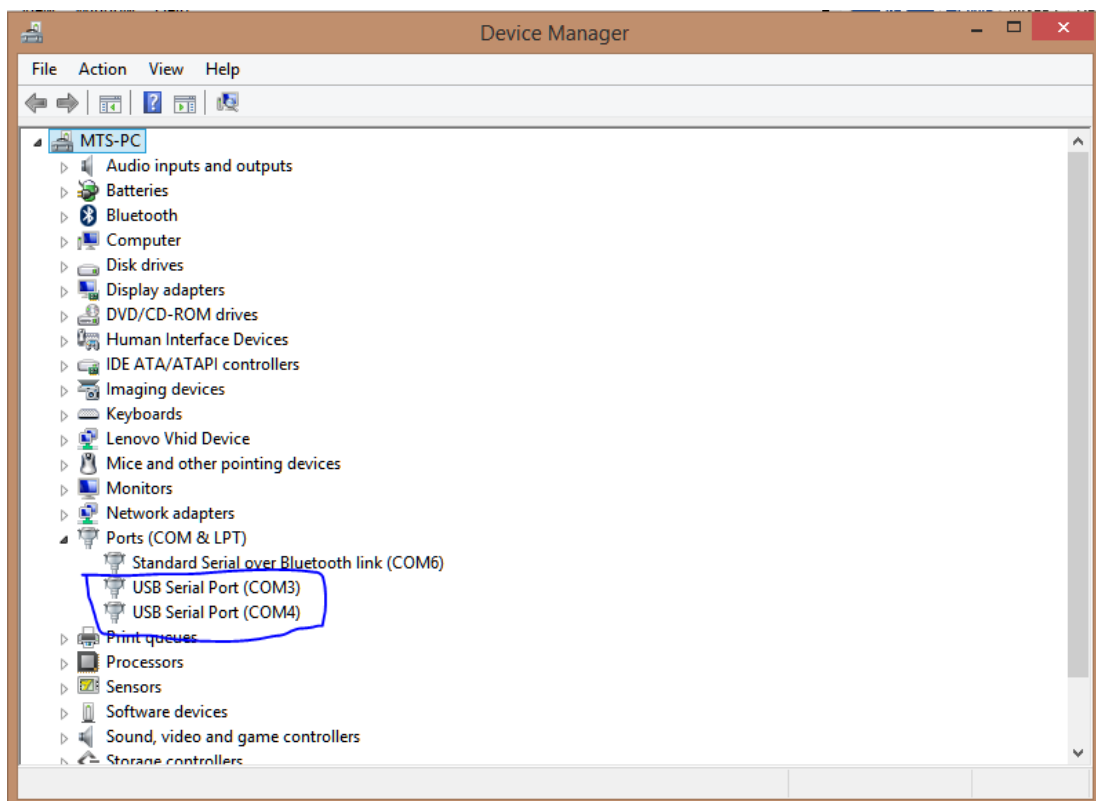 Device Manager
File Action View Help
MTS-PC
Audio inputs and outputs
Batteries
Bluetooth
Computer
Disk drives
Display adapters
DVD/CD-ROM drives
Human Interface Devices
IDE ATA/ATAPI controllers
Imaging devices
Keyboards
Lenovo Vhid Device
Mice and other pointing devices
Monitors
Network adapters
Ports (COM & LPT)
Standard Serial over Bluetooth link (COM6)
USB Serial Port (COM3)
USB Serial Port (COM4)
Print queues
Processors
Sensors
Software devices
Sound, video and game controllers
Storage controllers